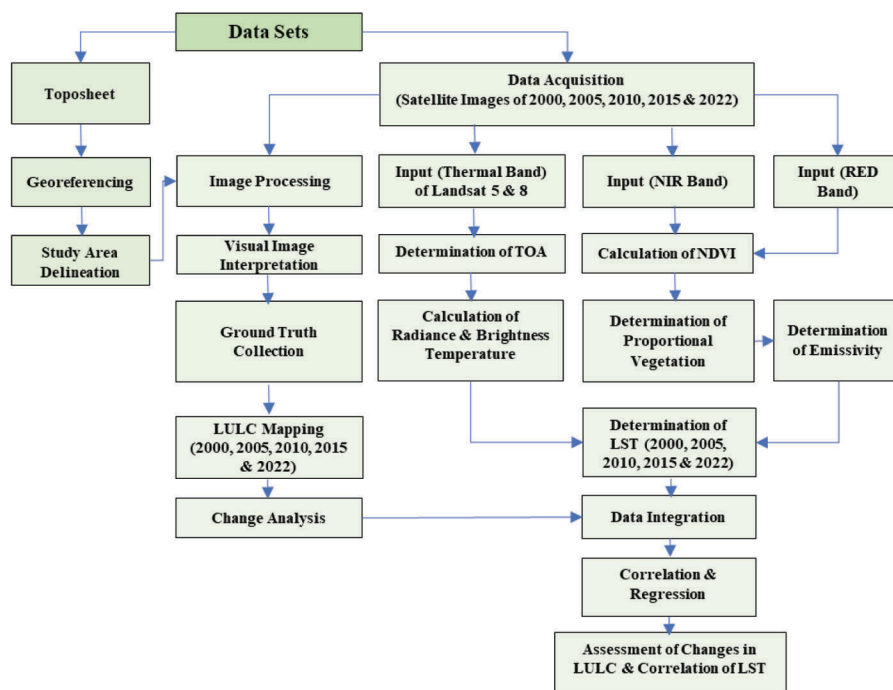 Data Sets
Toposheet
Data Acquisition
(Satellite Images of 2000, 2005, 2010, 2015 & 2022)
Georeferencing
Image Processing
Input (Thermal Band)
of Landsat 5 & 8
Input (NIR Band)
Input (RED
Band)
Study Area
Delineation
Visual Image
Interpretation
Determination of TOA
Calculation of NDVI
Ground Truth
Collection
Calculation of
Radiance & Brightness
Temperature
Determination of
Proportional
Vegetation
Determination
of Emissivity
LULC Mapping
(2000, 2005, 2010, 2015
& 2022)
Determination of
LST (2000, 2005,
2010, 2015 & 2022)
Change Analysis
Data Integration
Correlation &
Regression
Assessment of Changes in
LULC & Correlation of LST